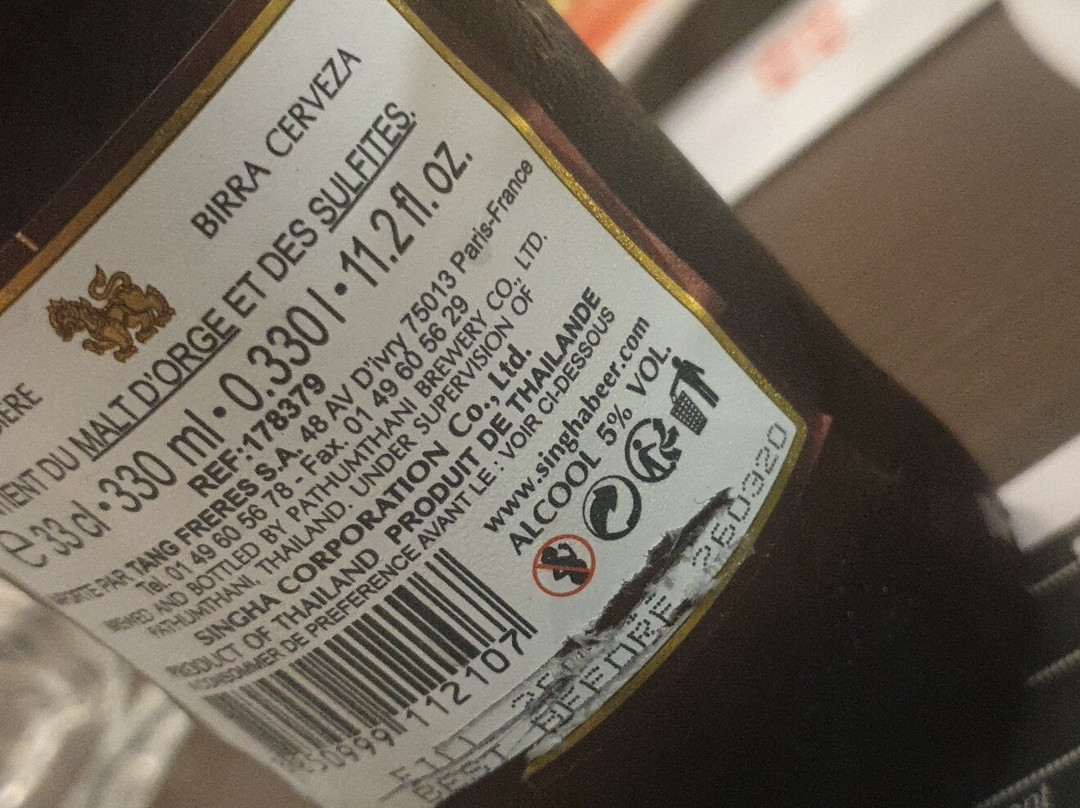 BIRRA CERVEZA
DU MALT D'ORGE ET DES SULFITES.
e 33 cl • 330 ml • 0.330 l • 11.2 fl. oz.
REF:178379
PAR TANG FRERES S.A. 48 AV D'ivry 75013 Paris-France
Tel. 01 49 60 56 78 - Fax. 01 49 60 56 29
BREWED AND BOTTLED BY PATHUMTHANI BREWERY CO., LTD.
PATHUMTHANI, THAILAND. UNDER SUPERVISION OF
SINGHA CORPORATION Co., Ltd.
PRODUCT OF THAILAND PRODUIT DE THAILANDE
CONSOMMER DE PREFERENCE AVANT LE : VOIR CI-DESSOUS
www.singhabeer.com
ALCOOL 5% VOL.
112107
260320
BEST BEFORE